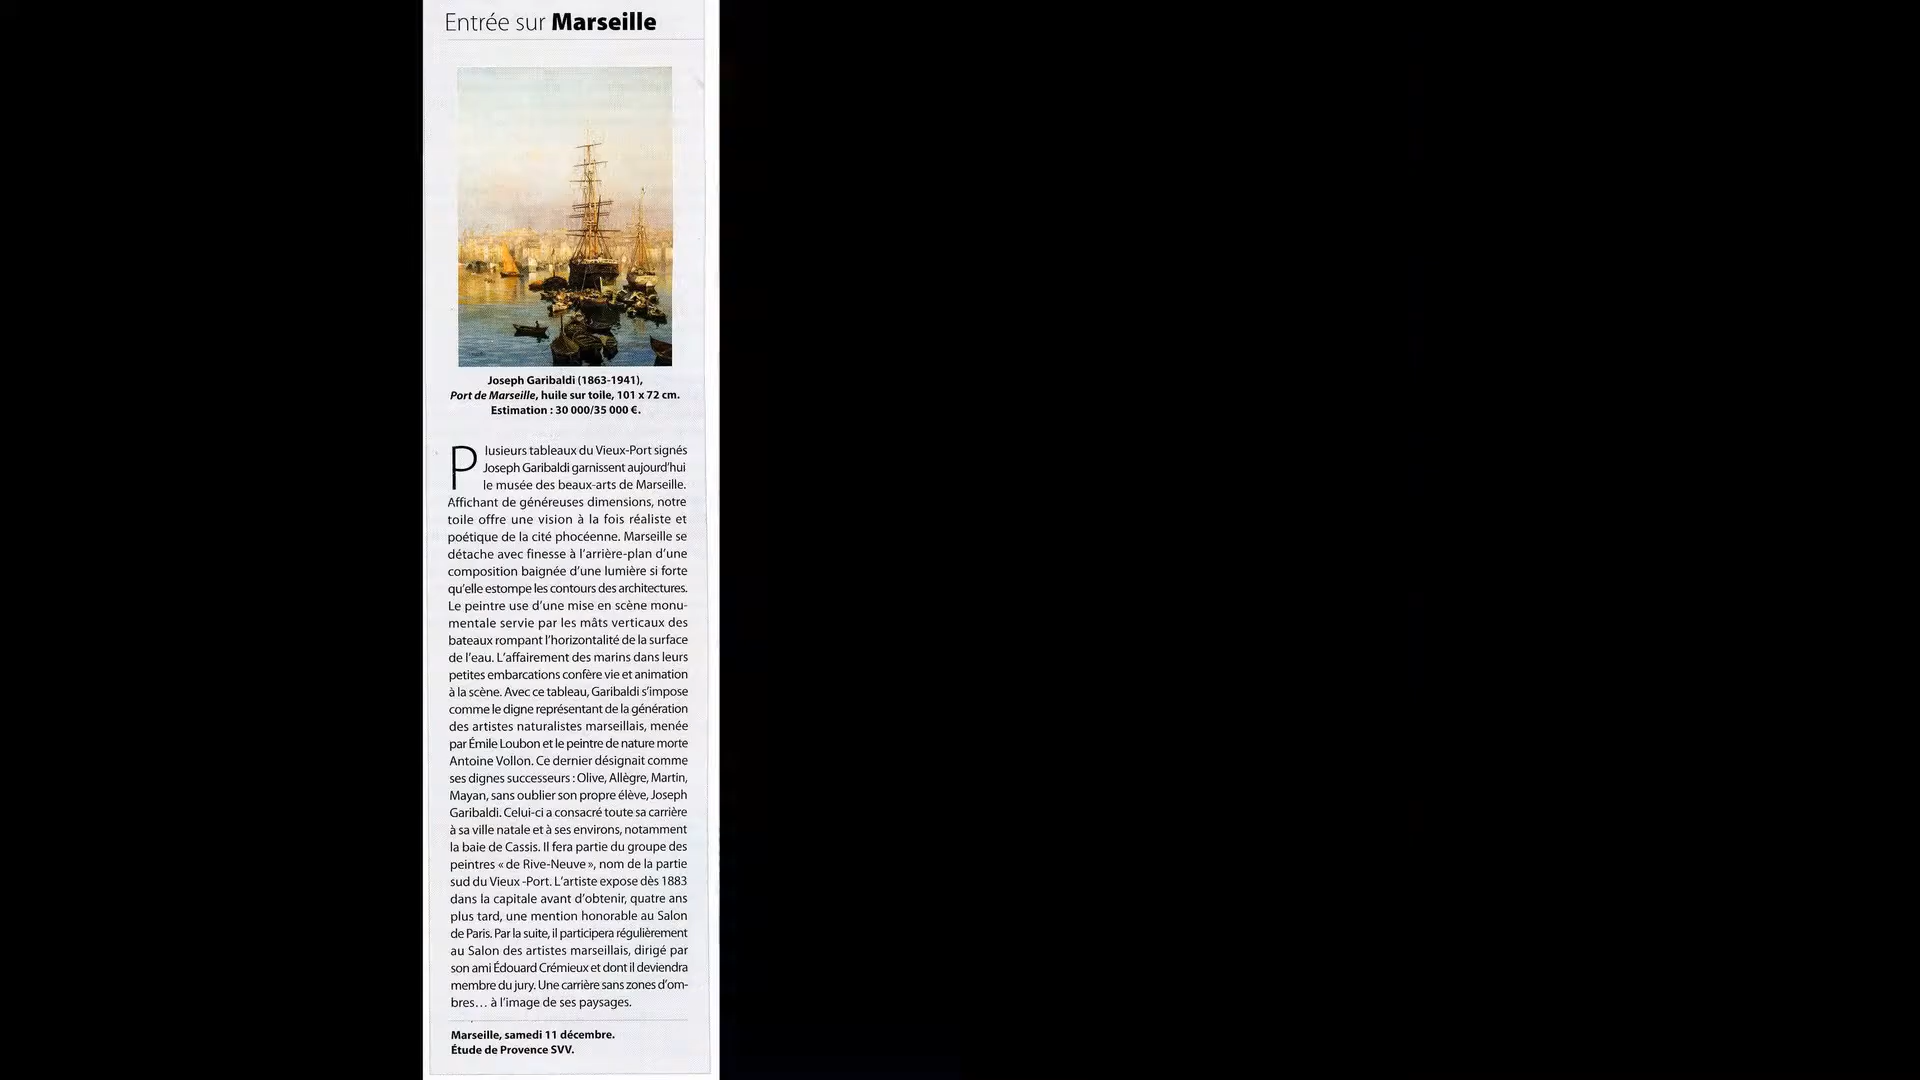 Entrée sur Marseille
Joseph Garibaldi (1863-1941),
Port de Marseille, huile sur toile, 101 x 72 cm.
Estimation : 30 000/35 000 €.
Plusieurs tableaux du Vieux-Port signés
Joseph Garibaldi garnissent aujourd'hui
le musée des beaux-arts de Marseille.
Affichant de généreuses dimensions, notre
toile offre une vision à la fois réaliste et
poétique de la cité phocéenne. Marseille se
détache avec finesse à l'arrière-plan d'une
composition baignée d'une lumière si forte
qu'elle estompe les contours des architectures.
Le peintre use d'une mise en scène monu-
mentale servie par les mâts verticaux des
bateaux rompant l'horizontalité de la surface
de l'eau. L'affairement des marins dans leurs
petites embarcations confère vie et animation
à la scène. Avec ce tableau, Garibaldi s'impose
comme le digne représentant de la génération
des artistes naturalistes marseillais, menée
par Émile Loubon et le peintre de nature morte
Antoine Vollon. Ce dernier désignait comme
ses dignes successeurs : Olive, Allègre, Martin,
Mayan, sans oublier son propre élève, Joseph
Garibaldi. Celui-ci a consacré toute sa carrière
à sa ville natale et à ses environs, notamment
la baie de Cassis. Il fera partie du groupe des
peintres « de Rive-Neuve », nom de la partie
sud du Vieux -Port. L'artiste expose dès 1883
dans la capitale avant d'obtenir, quatre ans
plus tard, une mention honorable au Salon
de Paris. Par la suite, il participera régulièrement
au Salon des artistes marseillais, dirigé par
son ami Édouard Crémieux et dont il deviendra
membre du jury. Une carrière sans zones d'om-
bres… à l'image de ses paysages.
Marseille, samedi 11 décembre.
Étude de Provence SVV.